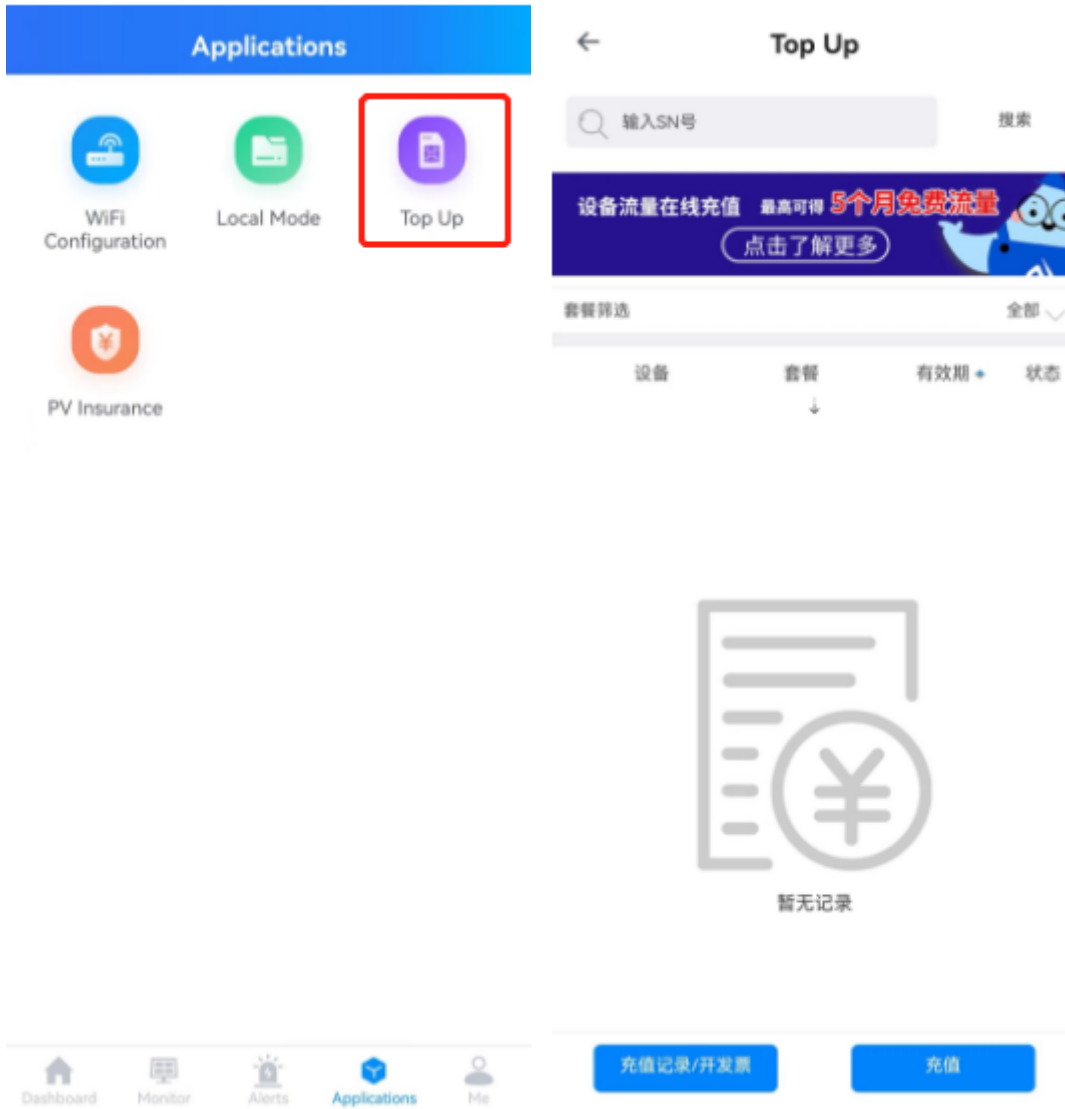 Applications
WiFi
Configuration
Local Mode
Top Up
PV Insurance
Dashboard
Monitor
Alerts
Applications
Me
Top Up
输入SN号
搜索
设备流量在线充值 最高可得 5个月免费流量
点击了解更多
套餐筛选
全部
设备
套餐
有效期
状态
暂无记录
充值记录/开发票
充值